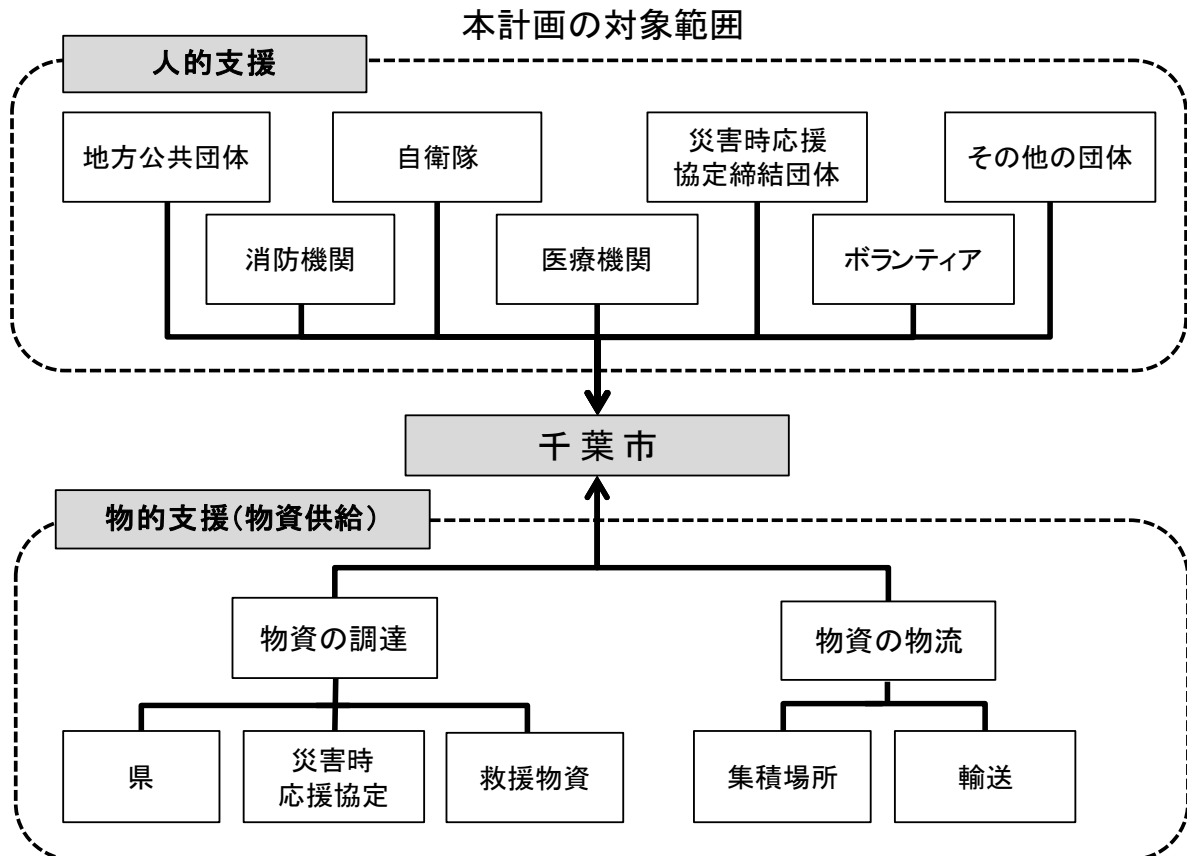 本計画の対象範囲
人的支援
地方公共団体
自衛隊
災害時応援
協定締結団体
その他の団体
消防機関
医療機関
ボランティア
千葉市
物的支援(物資供給)
物資の調達
物資の物流
県
災害時
応援協定
救援物資
集積場所
輸送